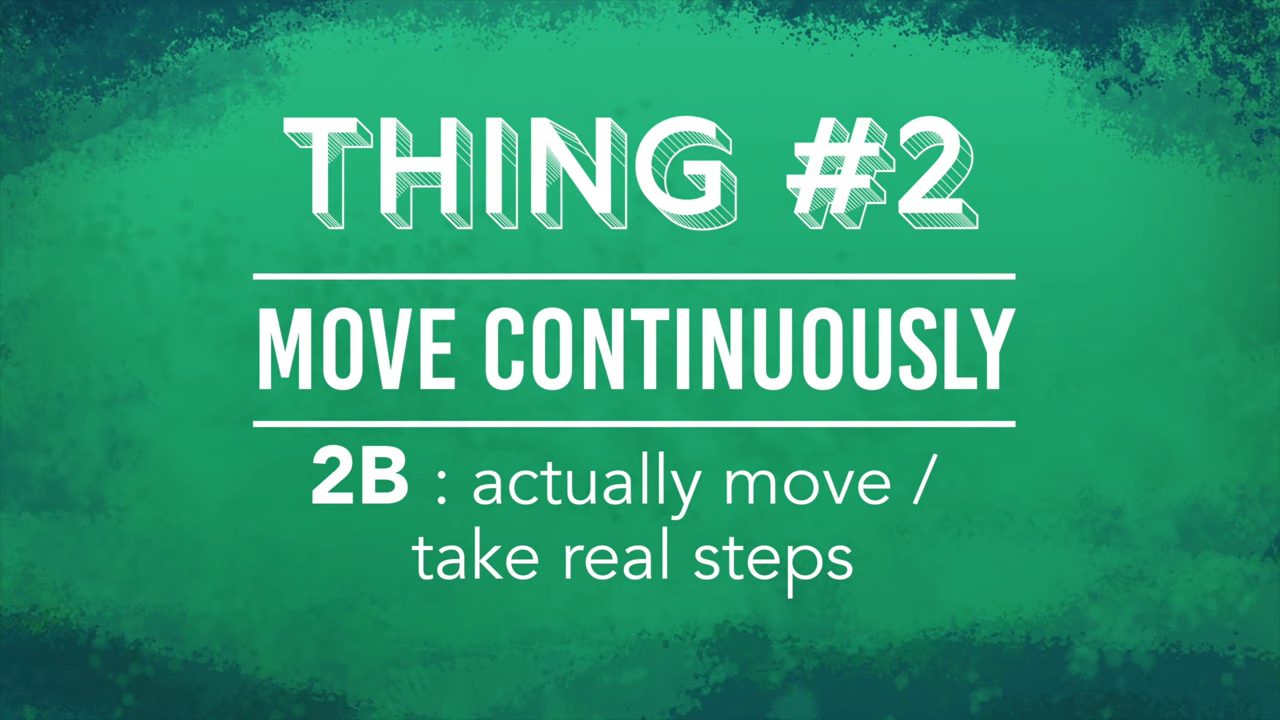 THING #2
MOVE CONTINUOUSLY
2B : actually move /
take real steps